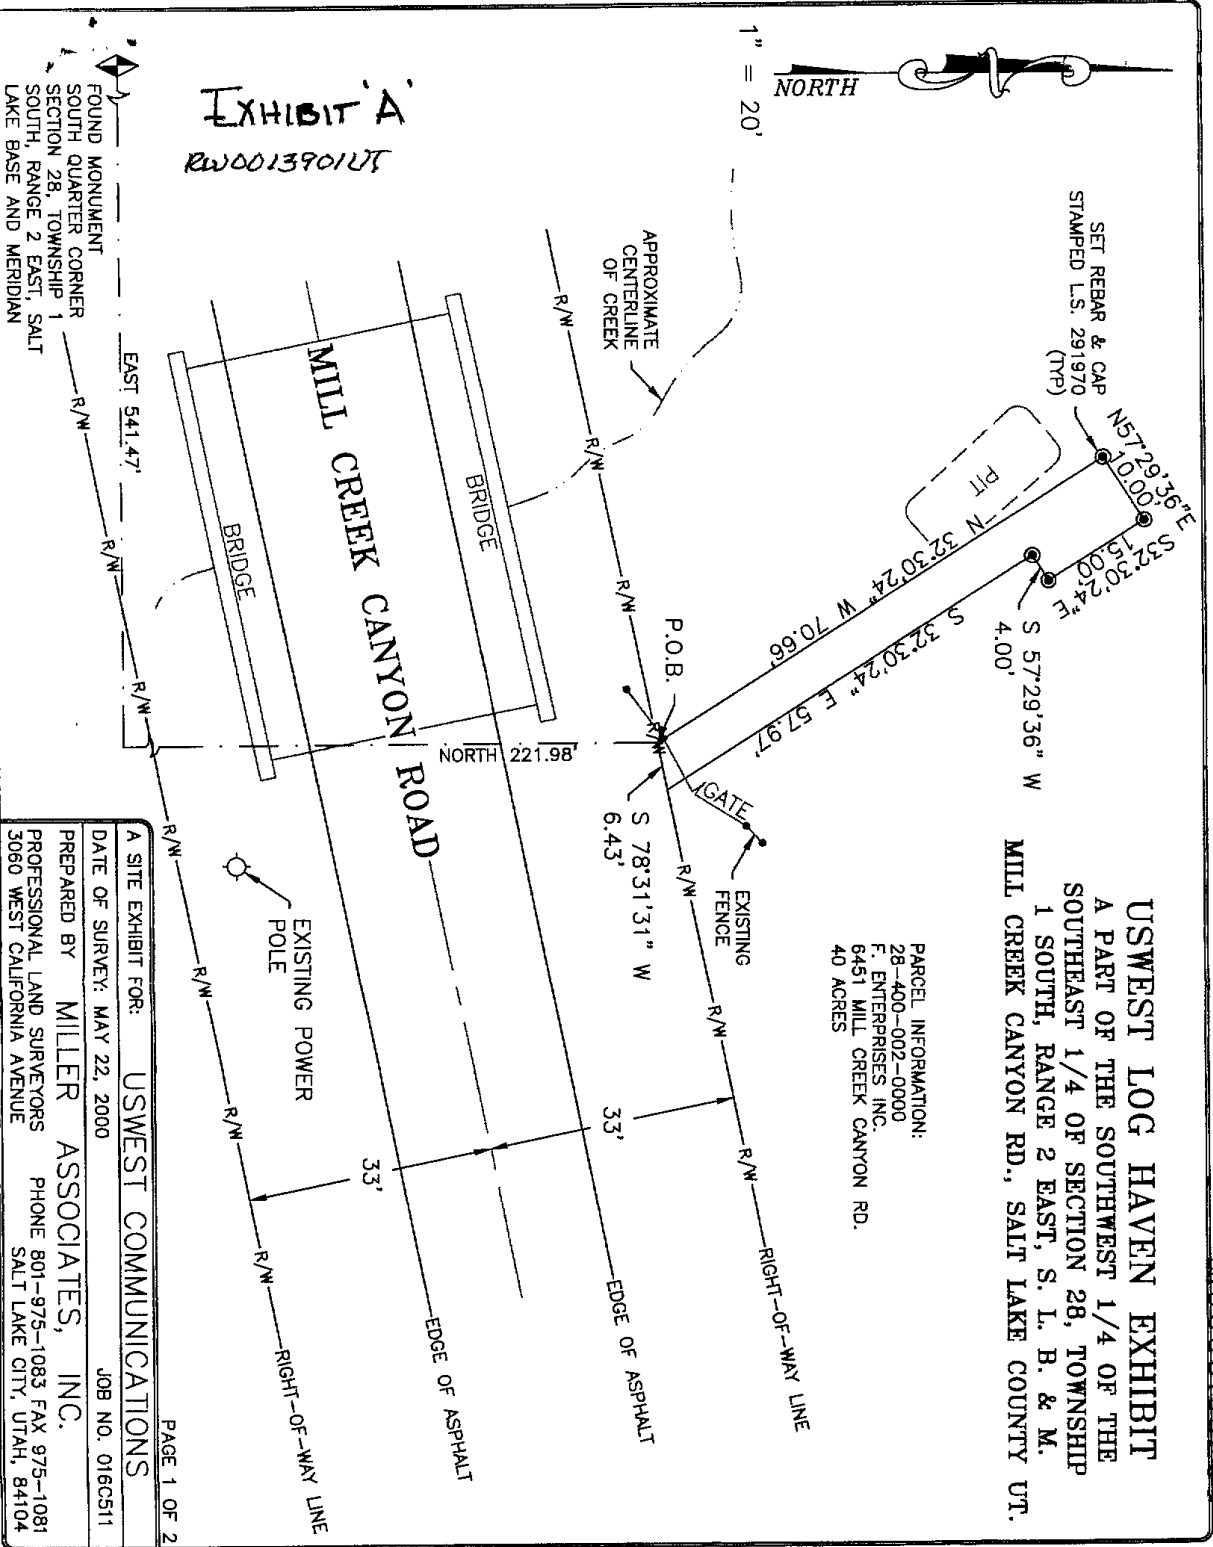 USWEST LOG HAVEN EXHIBIT
A PART OF THE SOUTHWEST 1/4 OF THE
SOUTHEAST 1/4 OF SECTION 28, TOWNSHIP
1 SOUTH, RANGE 2 EAST, S. L. B. & M.
MILL CREEK CANYON RD., SALT LAKE COUNTY UT.
NORTH
1" = 20'
SET REBAR & CAP
STAMPED L.S. 291970
(TYP)
N57°29'36"E
10.00'
S32°30'24"E
15.00'
S 57°29'36" W
4.00'
PIT
N 32°30'24" W 70.66'
S 32°30'24" E 57.97'
APPROXIMATE
CENTERLINE
OF CREEK
P.O.B.
GATE
EXISTING
FENCE
S 78°31'31" W
6.43'
PARCEL INFORMATION:
28-400-002-0000
F. ENTERPRISES INC.
6451 MILL CREEK CANYON RD.
40 ACRES
R/W
R/W
R/W
R/W
R/W
R/W
R/W
RIGHT-OF-WAY LINE
EXHIBIT 'A'
RW0013901UT
BRIDGE
MILL CREEK CANYON ROAD
BRIDGE
NORTH 221.98'
33'
33'
EDGE OF ASPHALT
EDGE OF ASPHALT
EAST 541.47'
R/W
R/W
R/W
R/W
R/W
R/W
R/W
RIGHT-OF-WAY LINE
EXISTING POWER
POLE
FOUND MONUMENT
SOUTH QUARTER CORNER
SECTION 28, TOWNSHIP 1
SOUTH, RANGE 2 EAST, SALT
LAKE BASE AND MERIDIAN
PAGE 1 OF 2
A SITE EXHIBIT FOR: USWEST COMMUNICATIONS
DATE OF SURVEY: MAY 22, 2000 JOB NO. 016C511
PREPARED BY MILLER ASSOCIATES, INC.
PROFESSIONAL LAND SURVEYORS PHONE 801-975-1083 FAX 975-1081
3060 WEST CALIFORNIA AVENUE SALT LAKE CITY, UTAH, 84104